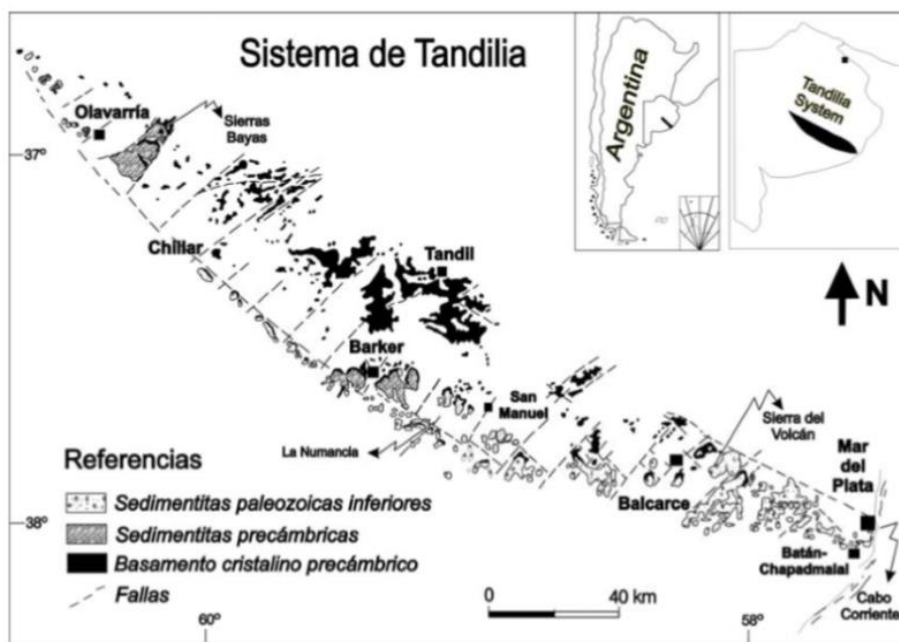 Sistema de Tandilia
Argentina
Tandilia
System
Olavarría
Sierras
Bayas
37º
Chillar
Tandil
N
Barker
San
Manuel
Sierra del
Volcán
La Numancia
Mar
del
Plata
Referencias
Sedimentitas paleozoicas inferiores
Sedimentitas precámbricas
Basamento cristalino precámbrico
Fallas
Balcarce
38º
Batán-
Chapadmalal
0
40 km
Cabo
Corriente
60º
58º